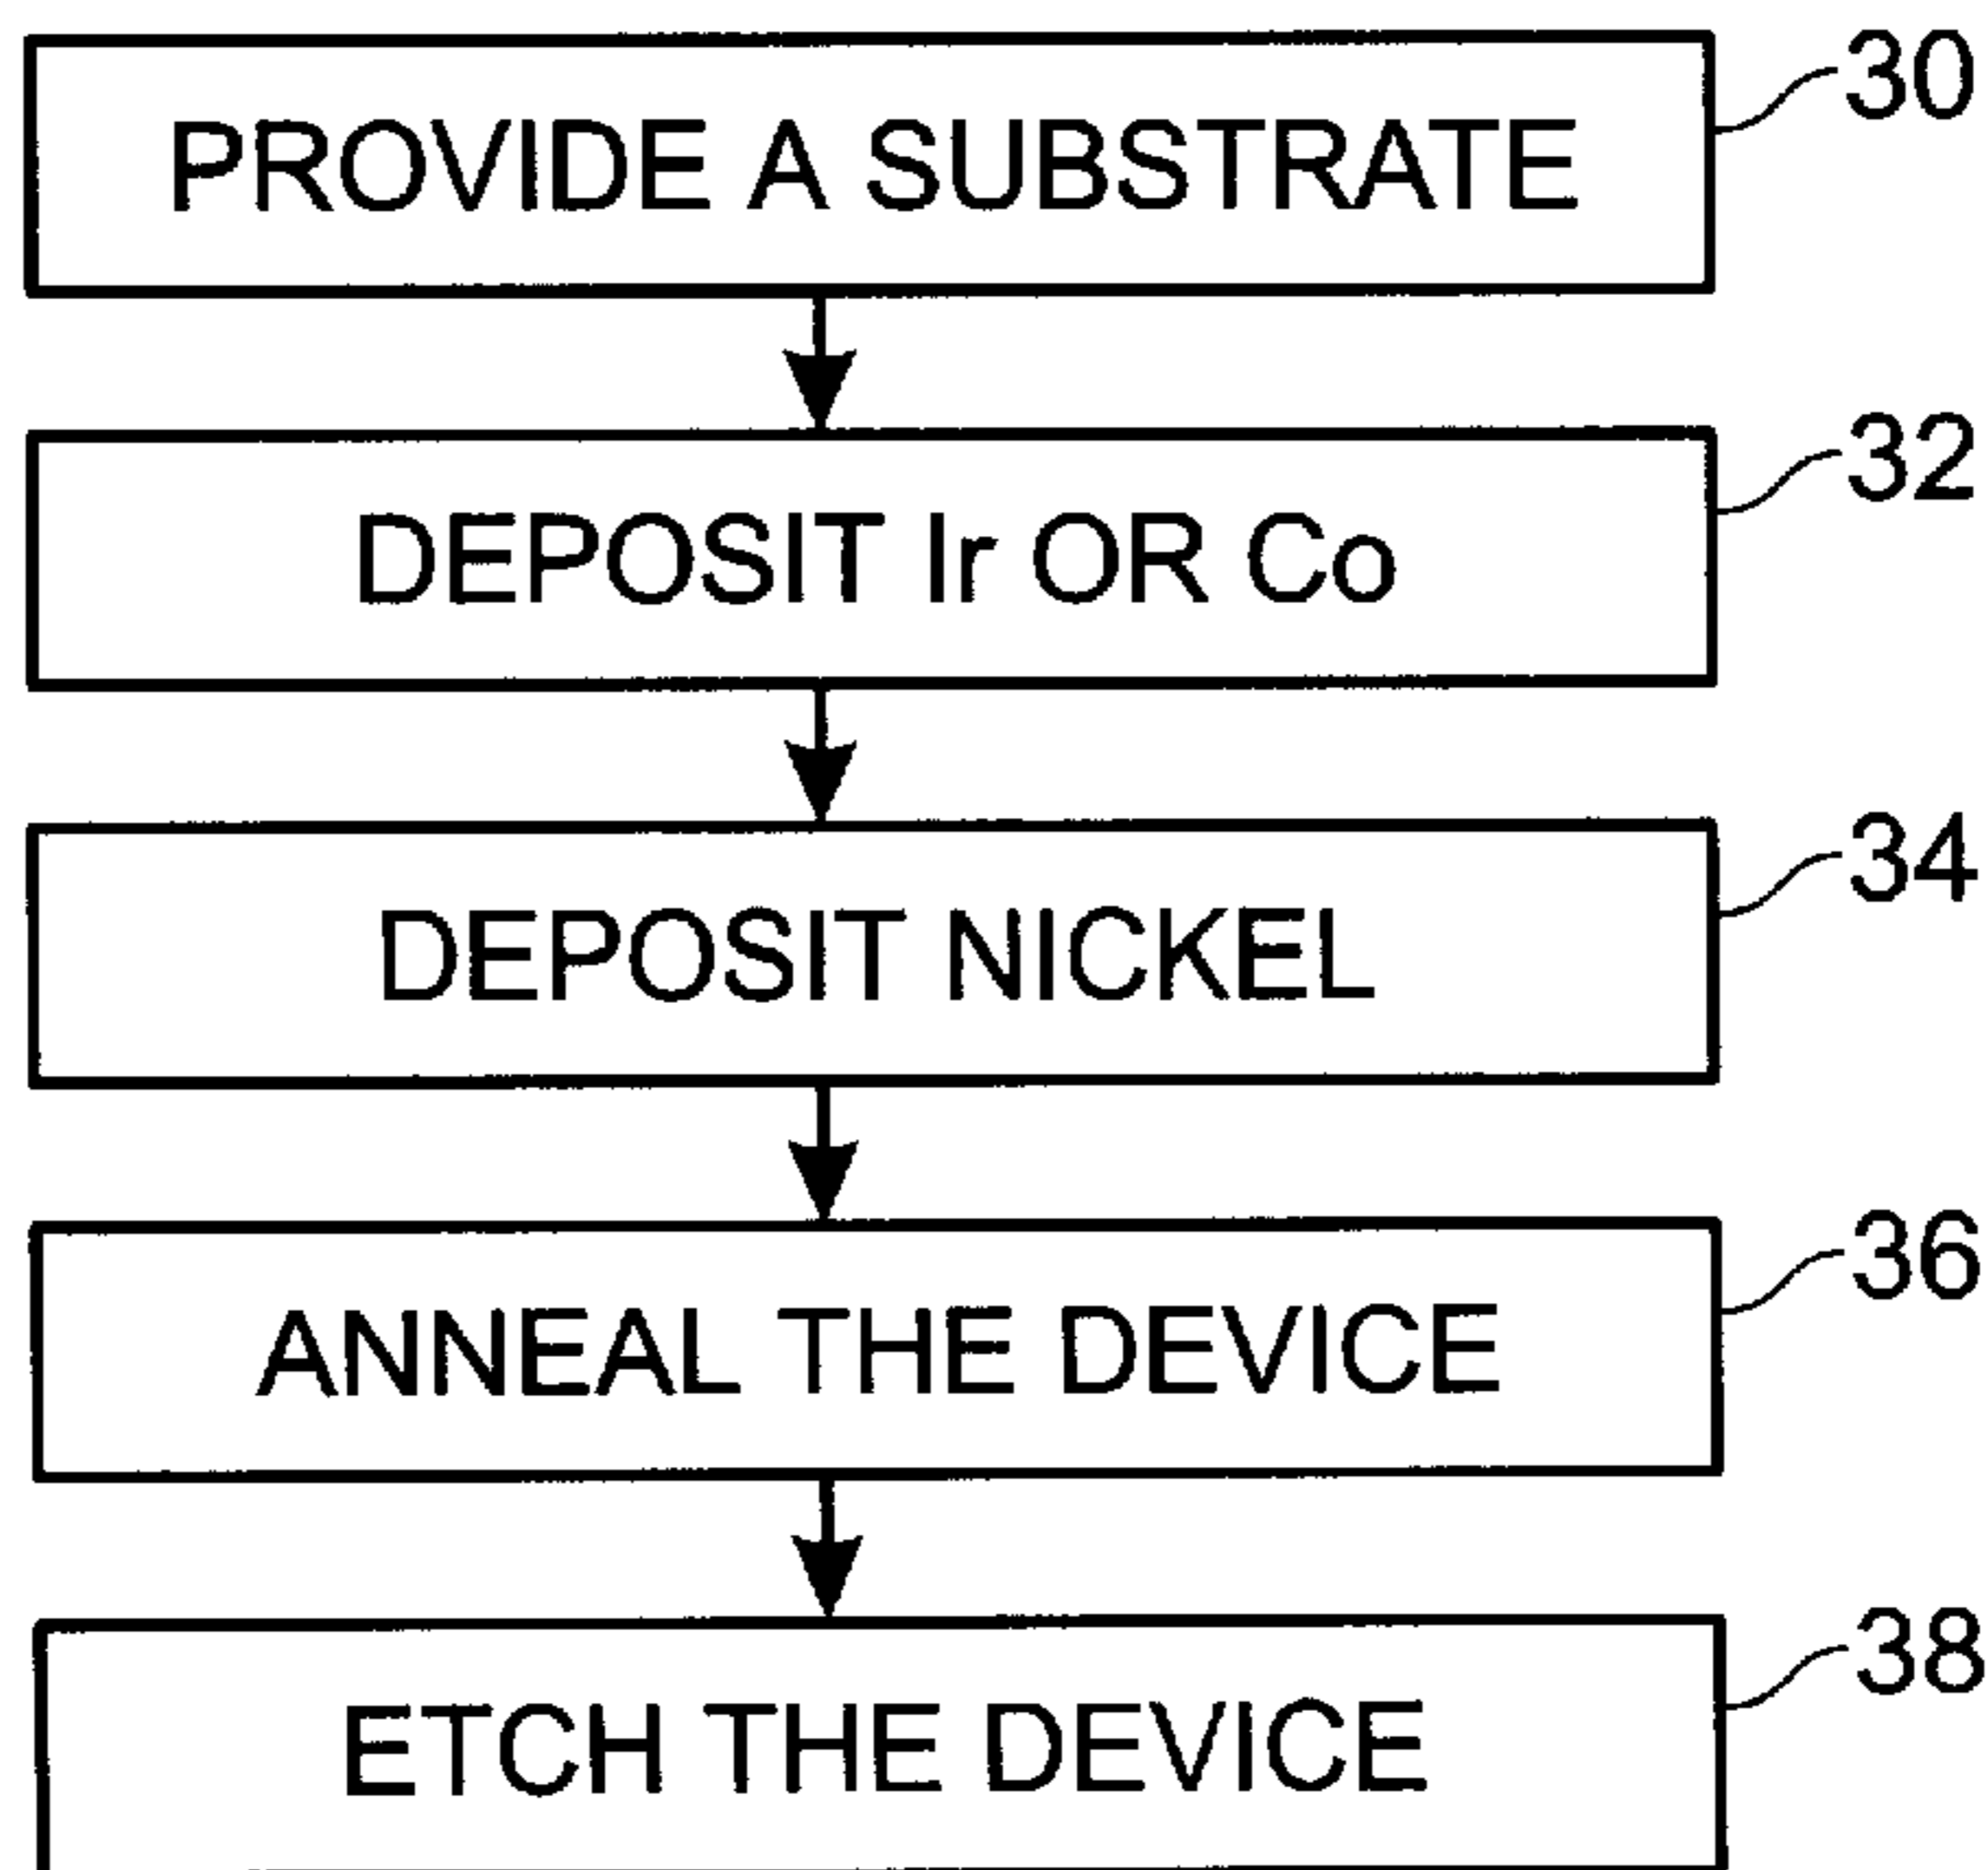 PROVIDE A SUBSTRATE
30
DEPOSIT Ir OR Co
32
DEPOSIT NICKEL
34
ANNEAL THE DEVICE
36
ETCH THE DEVICE
38